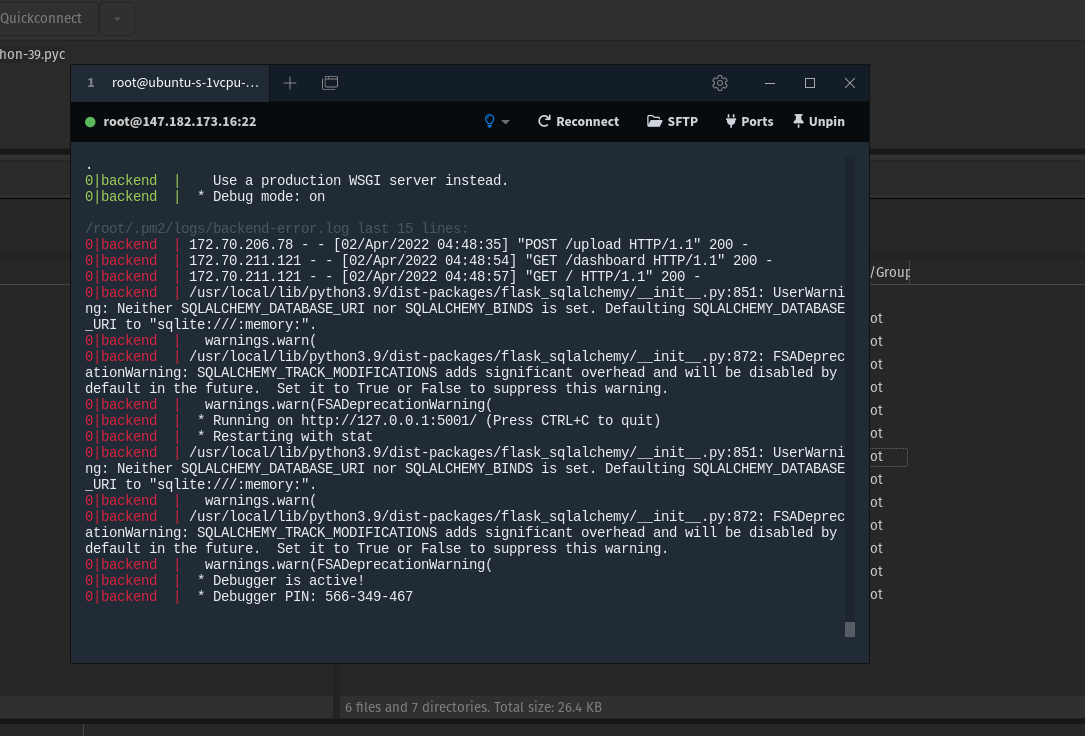 Quickconnect
hon-39.pyc
1 root@ubuntu-s-1vcpu-...
root@147.182.173.16:22 Reconnect SFTP Ports Unpin
.
0|backend  |    Use a production WSGI server instead.
0|backend  |  * Debug mode: on
/root/.pm2/logs/backend-error.log last 15 lines:
0|backend  | 172.70.206.78 - - [02/Apr/2022 04:48:35] "POST /upload HTTP/1.1" 200 -
0|backend  | 172.70.211.121 - - [02/Apr/2022 04:48:54] "GET /dashboard HTTP/1.1" 200 -
0|backend  | 172.70.211.121 - - [02/Apr/2022 04:48:57] "GET / HTTP/1.1" 200 -
0|backend  | /usr/local/lib/python3.9/dist-packages/flask_sqlalchemy/__init__.py:851: UserWarni
ng: Neither SQLALCHEMY_DATABASE_URI nor SQLALCHEMY_BINDS is set. Defaulting SQLALCHEMY_DATABASE
_URI to "sqlite:///:memory:".
0|backend  |   warnings.warn(
0|backend  | /usr/local/lib/python3.9/dist-packages/flask_sqlalchemy/__init__.py:872: FSADeprec
ationWarning: SQLALCHEMY_TRACK_MODIFICATIONS adds significant overhead and will be disabled by
default in the future.  Set it to True or False to suppress this warning.
0|backend  |   warnings.warn(FSADeprecationWarning(
0|backend  |  * Running on http://127.0.0.1:5001/ (Press CTRL+C to quit)
0|backend  |  * Restarting with stat
0|backend  | /usr/local/lib/python3.9/dist-packages/flask_sqlalchemy/__init__.py:851: UserWarni
ng: Neither SQLALCHEMY_DATABASE_URI nor SQLALCHEMY_BINDS is set. Defaulting SQLALCHEMY_DATABASE
_URI to "sqlite:///:memory:".
0|backend  |   warnings.warn(
0|backend  | /usr/local/lib/python3.9/dist-packages/flask_sqlalchemy/__init__.py:872: FSADeprec
ationWarning: SQLALCHEMY_TRACK_MODIFICATIONS adds significant overhead and will be disabled by
default in the future.  Set it to True or False to suppress this warning.
0|backend  |   warnings.warn(FSADeprecationWarning(
0|backend  |  * Debugger is active!
0|backend  |  * Debugger PIN: 566-349-467
/Group
ot
ot
ot
ot
ot
ot
ot
ot
ot
ot
ot
ot
ot
6 files and 7 directories. Total size: 26.4 KB